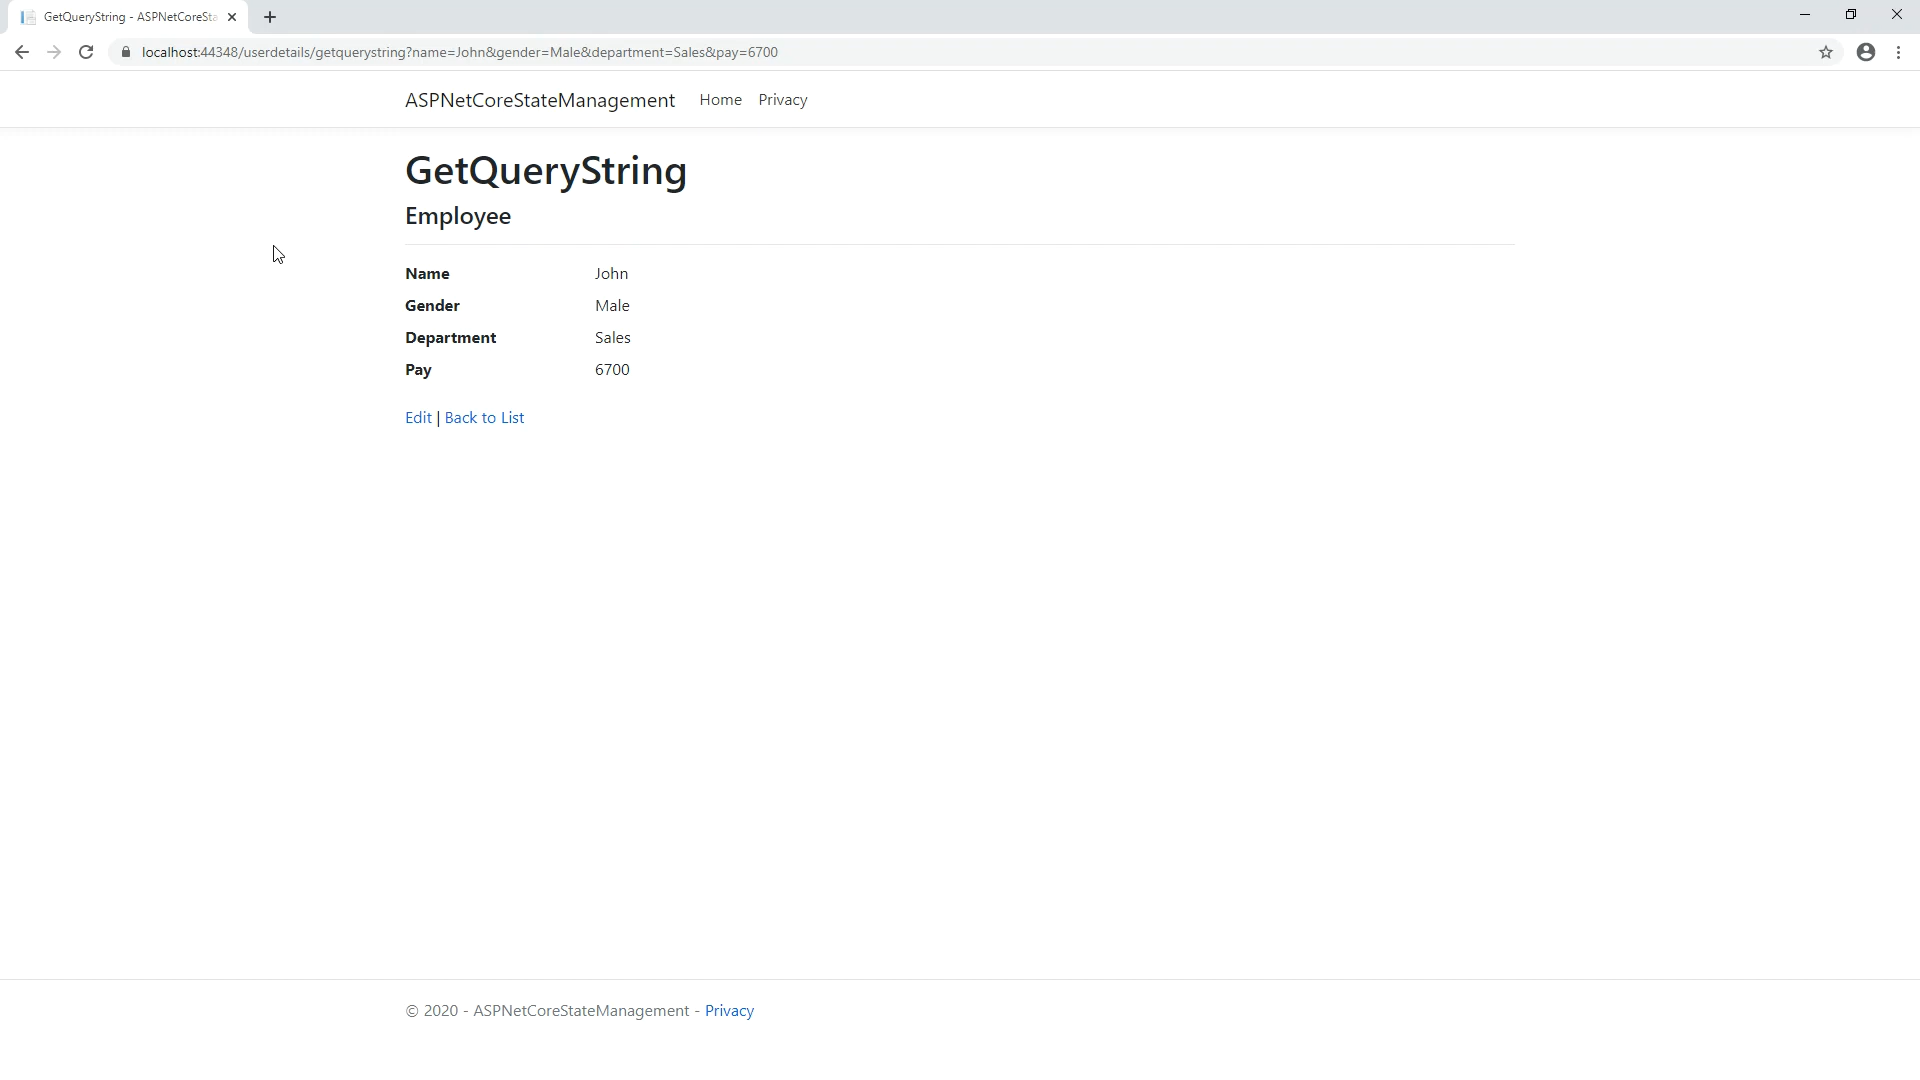 GetQueryString - ASPNetCoreSta
localhost:44348/userdetails/getquerystring?name=John&gender=Male&department=Sales&pay=6700
ASPNetCoreStateManagement Home Privacy
GetQueryString
Employee
Name John
Gender Male
Department Sales
Pay 6700
Edit | Back to List
© 2020 - ASPNetCoreStateManagement - Privacy